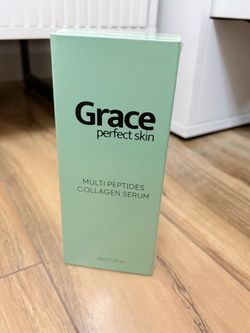 Grace
perfect skin
MULTI PEPTIDES
COLLAGEN SERUM